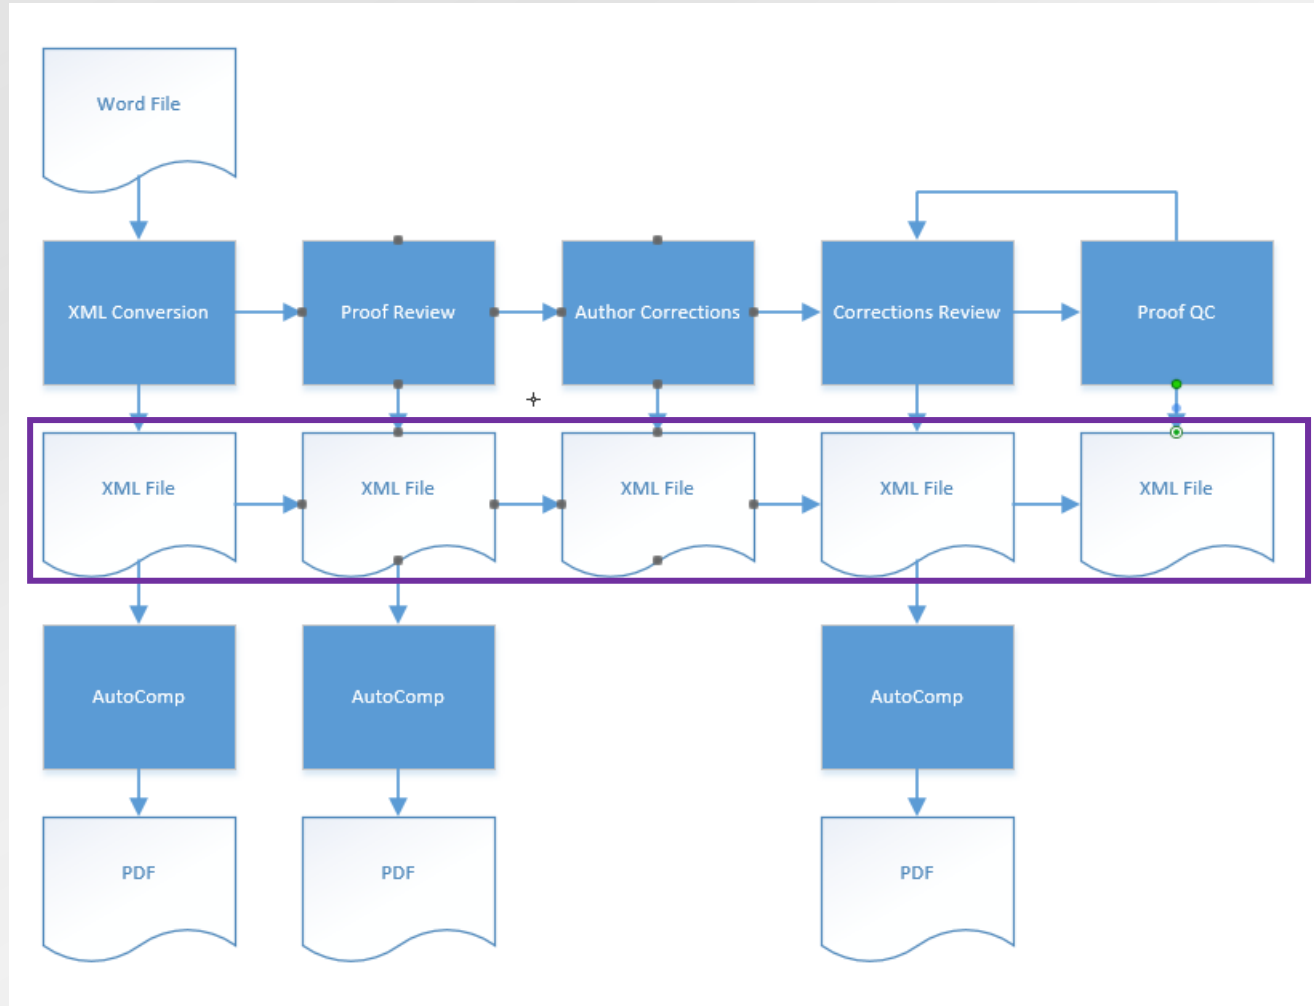 Word File
XML Conversion
Proof Review
Author Corrections
Corrections Review
Proof QC
XML File
XML File
XML File
XML File
XML File
AutoComp
AutoComp
AutoComp
PDF
PDF
PDF